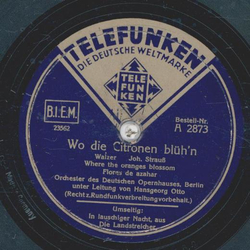 TELEFUNKEN
DIE DEUTSCHE WELTMARKE
TELE
FUN
KEN
B.I.E.M.
23562
Bestell-Nr.
A 2873
Wo die Citronen blüh'n
Walzer Joh. Strauß
Where the oranges blossom
Flores de azahar
Orchester des Deutschen Opernhauses, Berlin
unter Leitung von Hansgeorg Otto
(Recht z. Rundfunkverbreitung vorbehalt.)
Umseitig:
In lauschiger Nacht, aus
Die Landstreicher